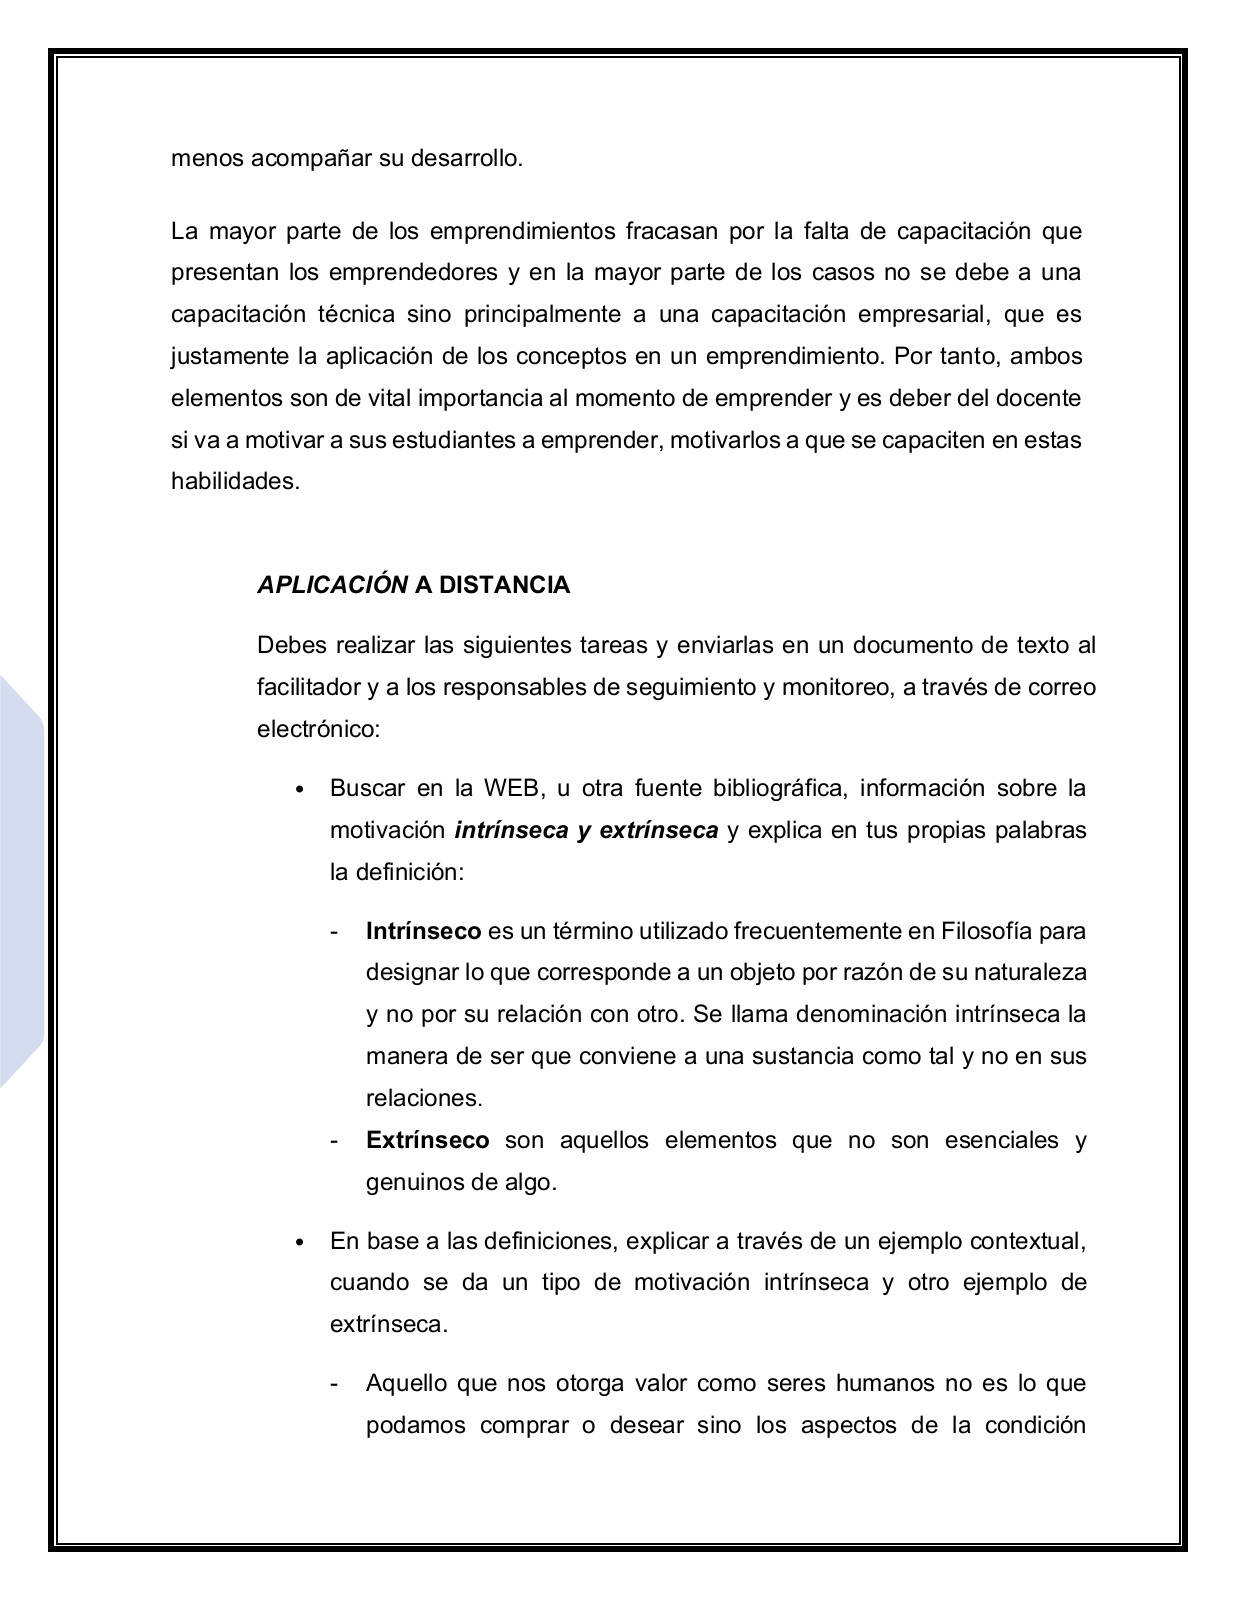 menos acompañar su desarrollo.
La mayor parte de los emprendimientos fracasan por la falta de capacitación que
presentan los emprendedores y en la mayor parte de los casos no se debe a una
capacitación técnica sino principalmente a una capacitación empresarial, que es
justamente la aplicación de los conceptos en un emprendimiento. Por tanto, ambos
elementos son de vital importancia al momento de emprender y es deber del docente
si va a motivar a sus estudiantes a emprender, motivarlos a que se capaciten en estas
habilidades.
APLICACIÓN A DISTANCIA
Debes realizar las siguientes tareas y enviarlas en un documento de texto al
facilitador y a los responsables de seguimiento y monitoreo, a través de correo
electrónico:
• Buscar en la WEB, u otra fuente bibliográfica, información sobre la
motivación intrínseca y extrínseca y explica en tus propias palabras
la definición:
- Intrínseco es un término utilizado frecuentemente en Filosofía para
designar lo que corresponde a un objeto por razón de su naturaleza
y no por su relación con otro. Se llama denominación intrínseca la
manera de ser que conviene a una sustancia como tal y no en sus
relaciones.
- Extrínseco son aquellos elementos que no son esenciales y
genuinos de algo.
• En base a las definiciones, explicar a través de un ejemplo contextual,
cuando se da un tipo de motivación intrínseca y otro ejemplo de
extrínseca.
- Aquello que nos otorga valor como seres humanos no es lo que
podamos comprar o desear sino los aspectos de la condición